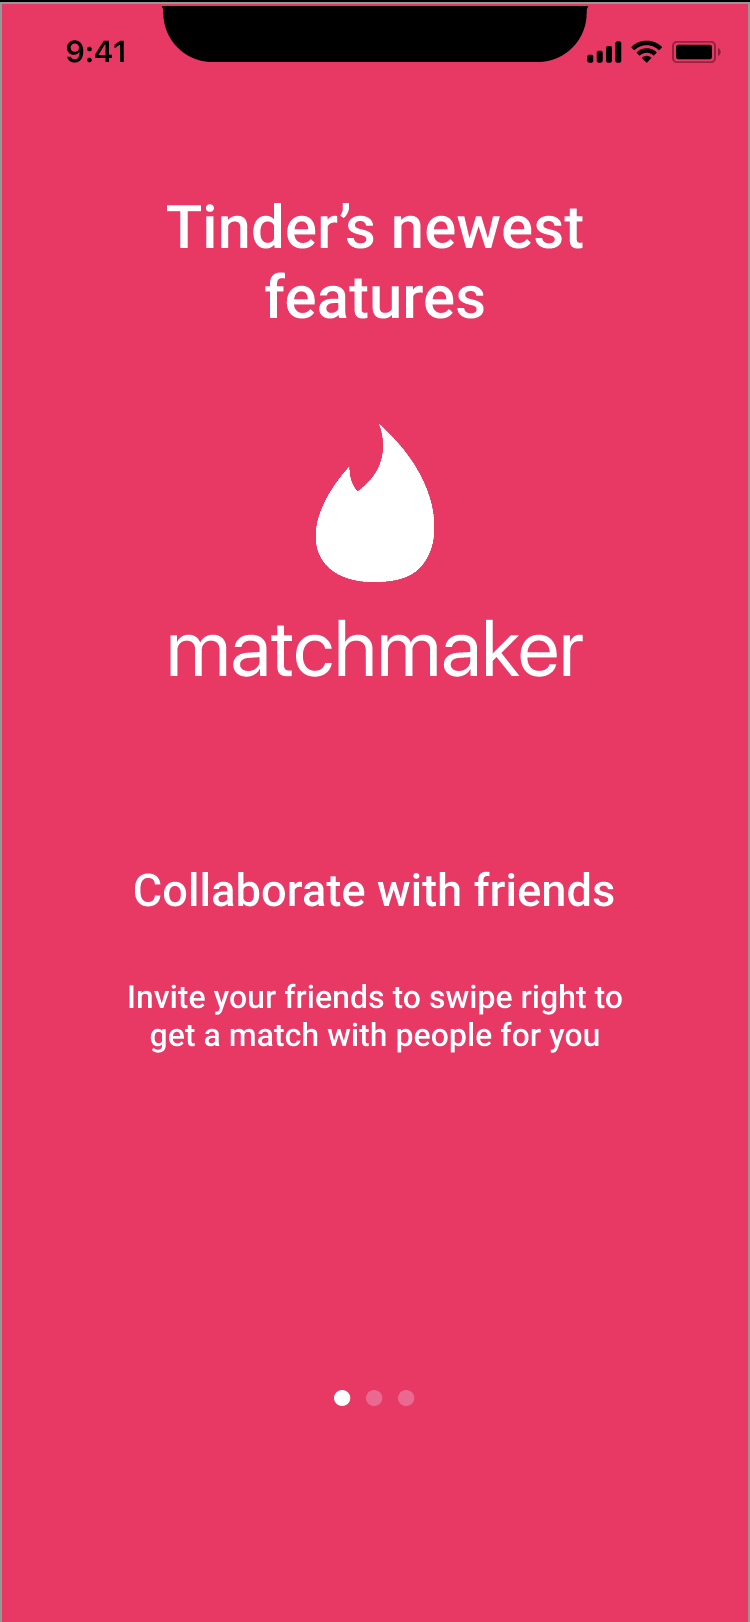 9:41
Tinder’s newest
features
matchmaker
Collaborate with friends
Invite your friends to swipe right to
get a match with people for you